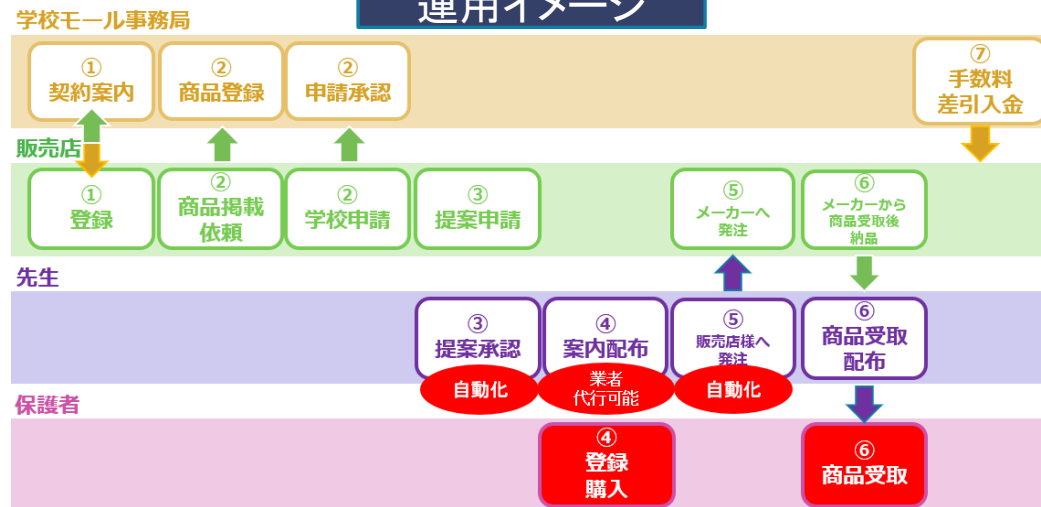 運用イメージ
学校モール事務局
①
契約案内
②
商品登録
②
申請承認
⑦
手数料
差引入金
販売店
①
登録
②
商品掲載
依頼
②
学校申請
③
提案申請
⑤
メーカーへ
発注
⑥
メーカーから
商品受取後
納品
先生
③
提案承認
自動化
④
案内配布
業者
代行可能
⑤
販売店様へ
発注
自動化
⑥
商品受取
配布
保護者
④
登録
購入
⑥
商品受取